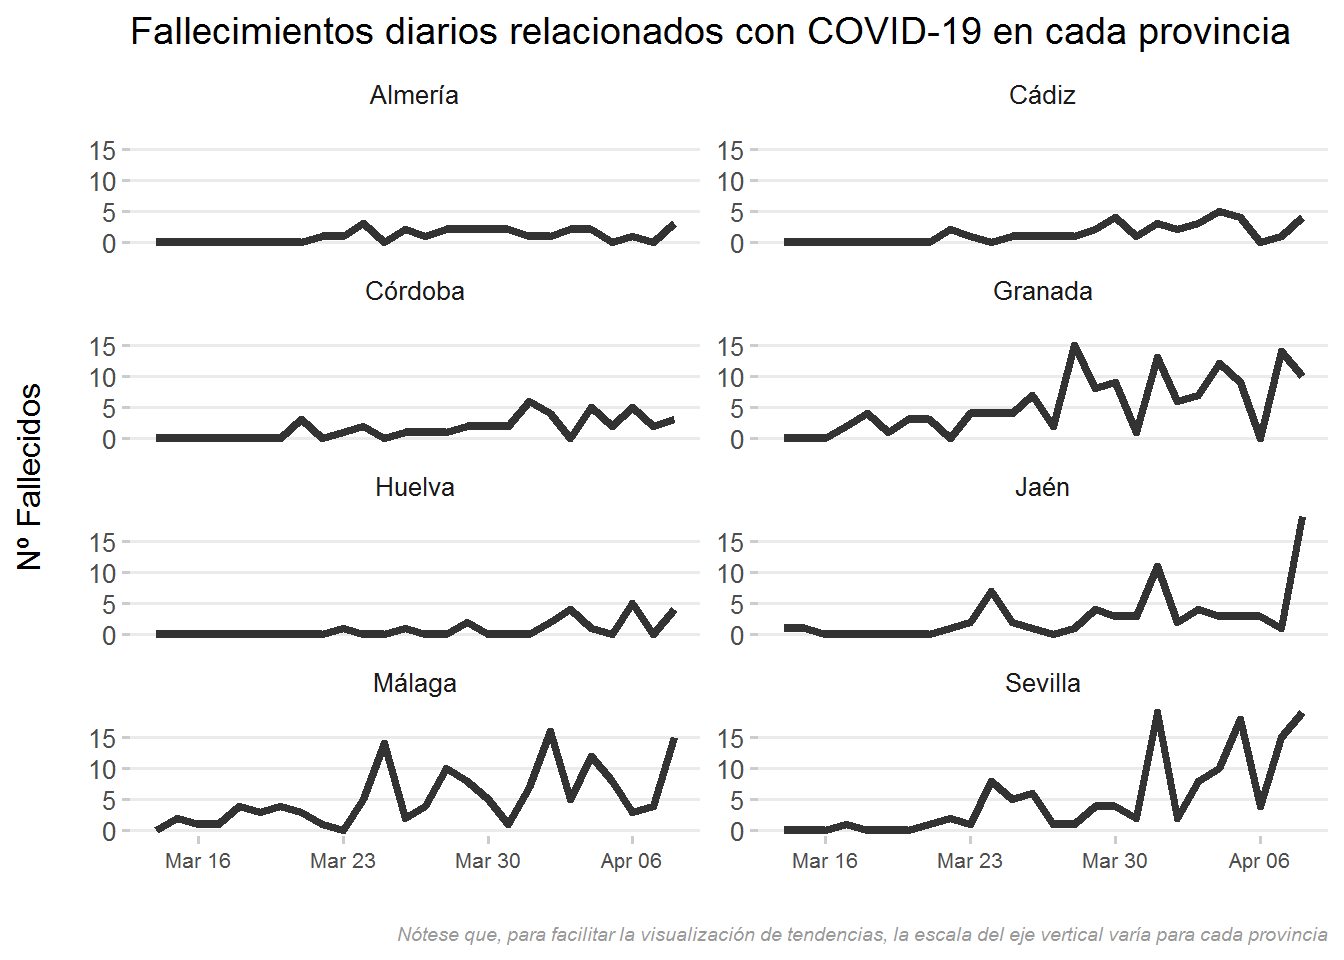 Fallecimientos diarios relacionados con COVID-19 en cada provincia
Almería
Cádiz
15
10
5
0
15
10
5
0
Córdoba
Granada
15
10
5
0
15
10
5
0
Nº Fallecidos
Huelva
Jaén
15
10
5
0
15
10
5
0
Málaga
Sevilla
15
10
5
0
15
10
5
0
Mar 16 Mar 23 Mar 30 Apr 06
Mar 16 Mar 23 Mar 30 Apr 06
Nótese que, para facilitar la visualización de tendencias, la escala del eje vertical varía para cada provincia